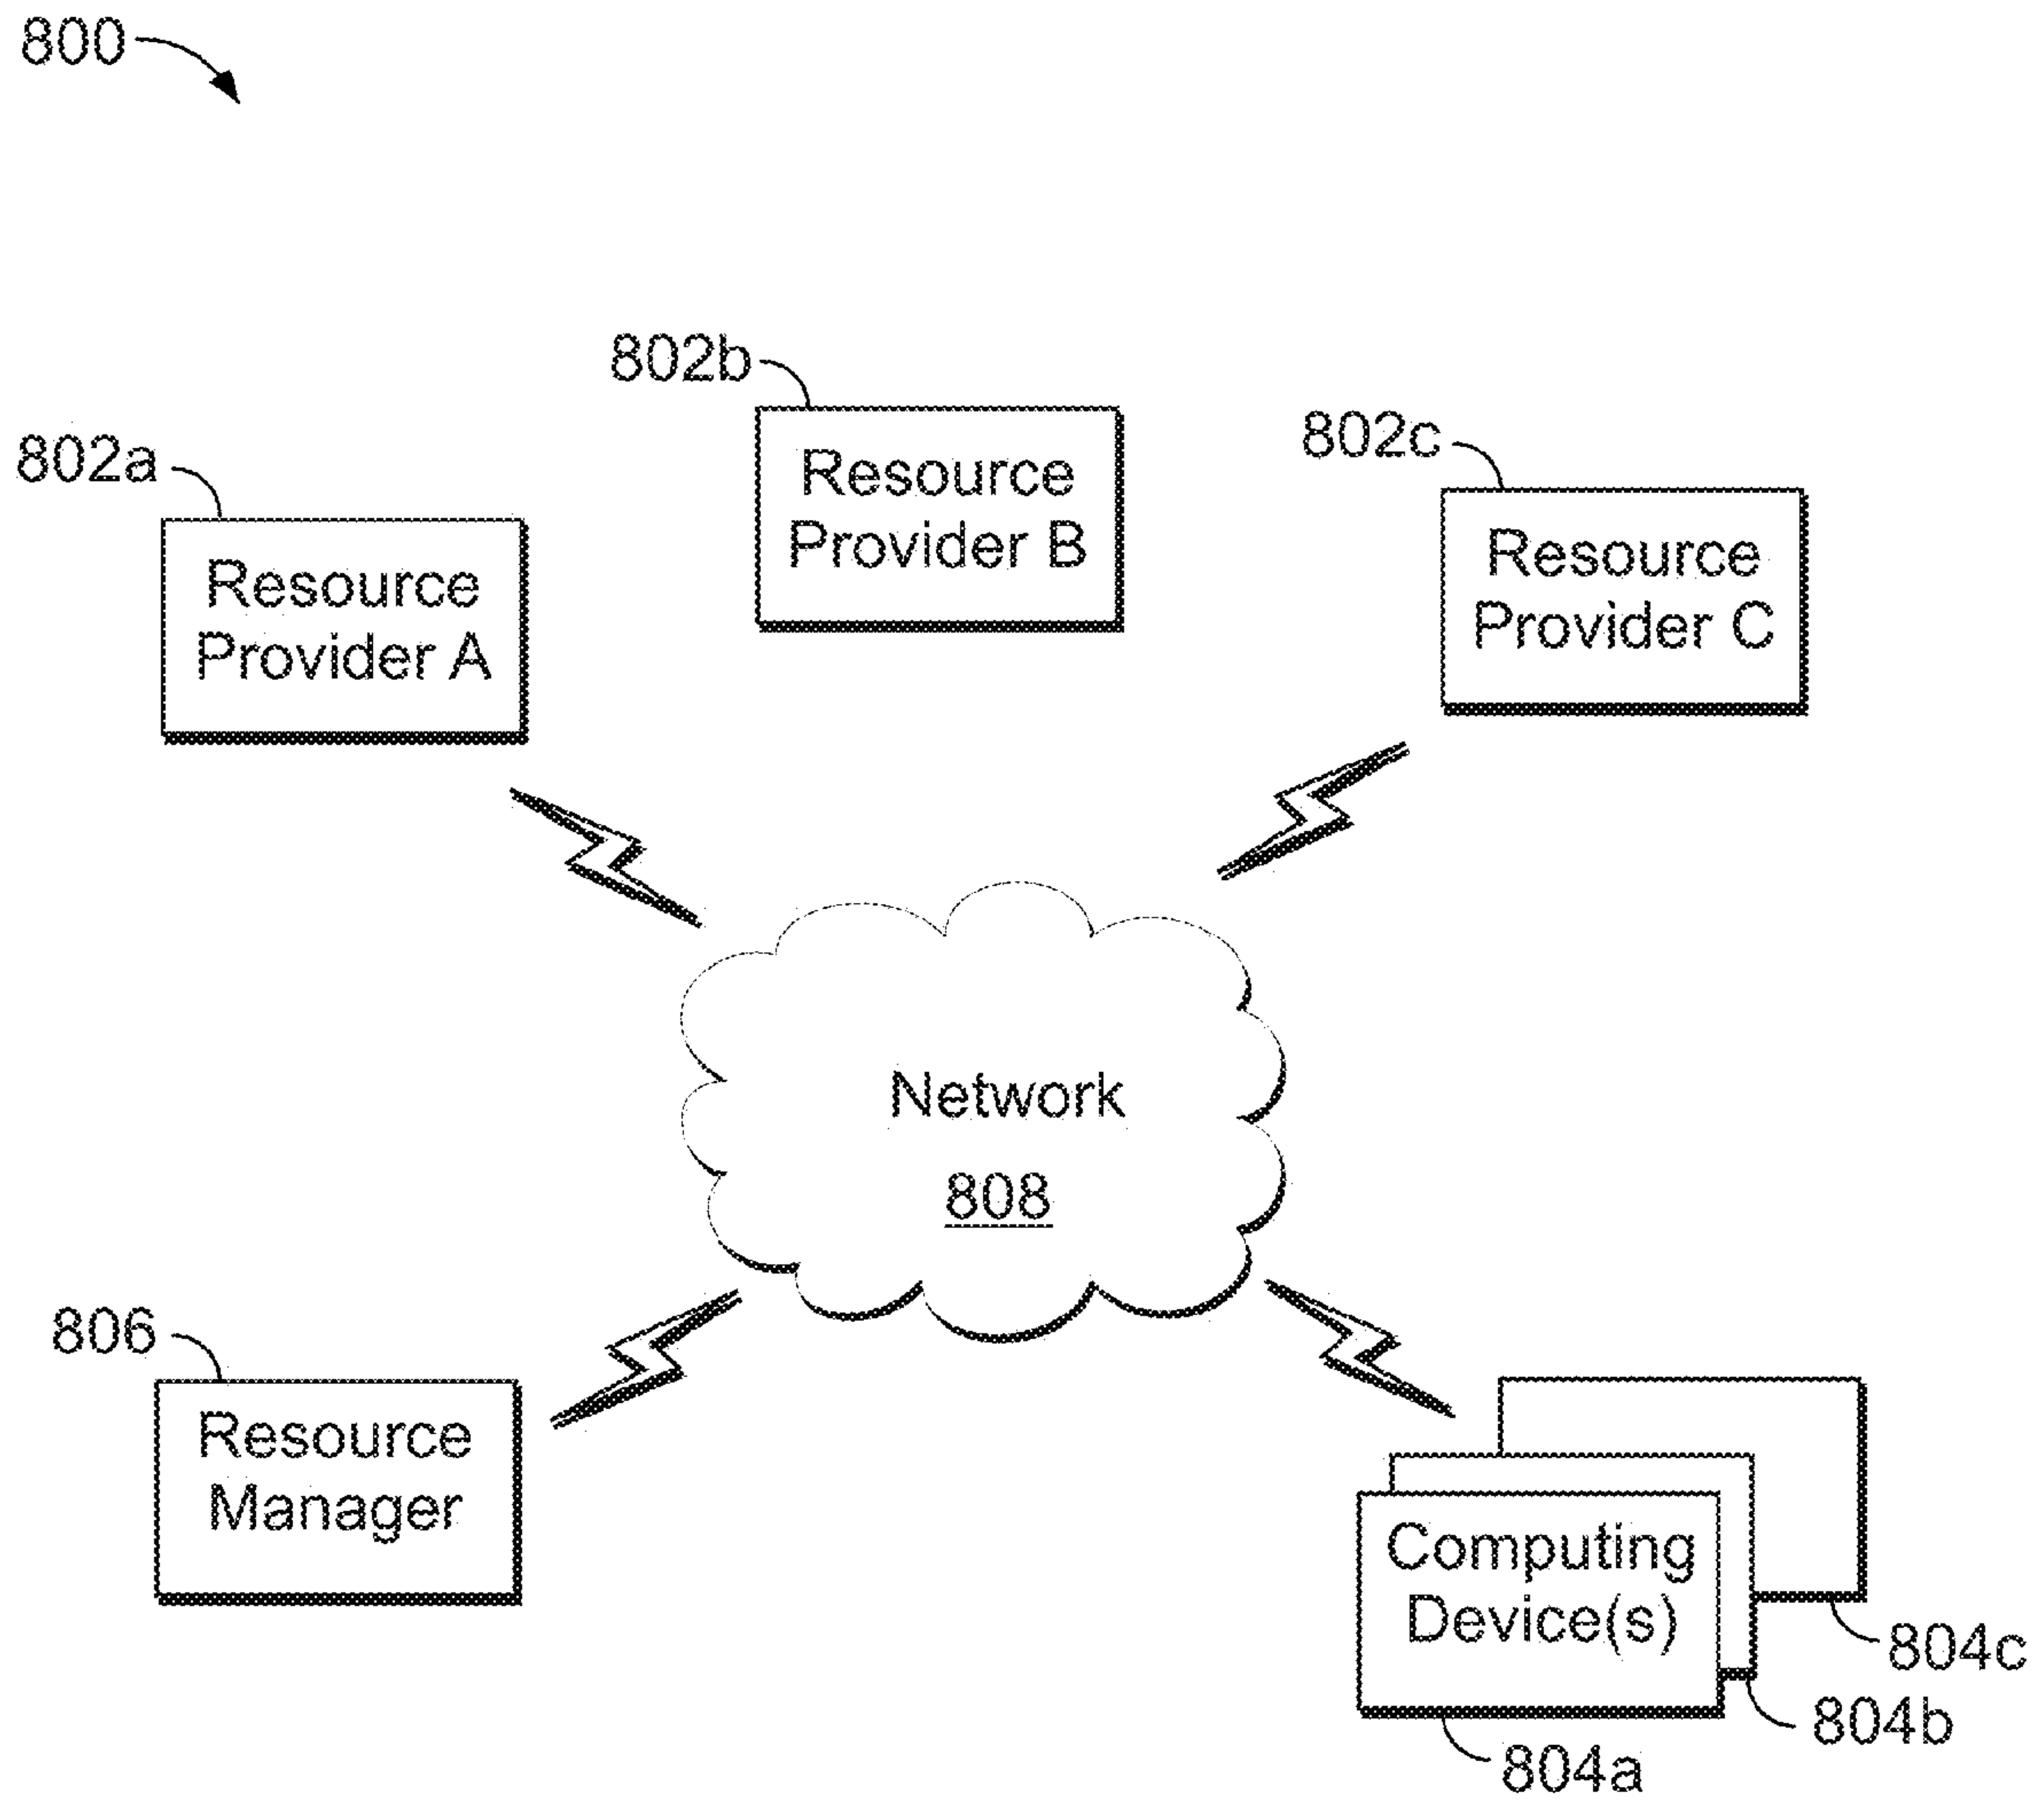 800
802b
Resource
Provider B
802c
Resource
Provider C
802a
Resource
Provider A
Network
808
806
Resource
Manager
Computing
Device(s)
804c
804b
804a